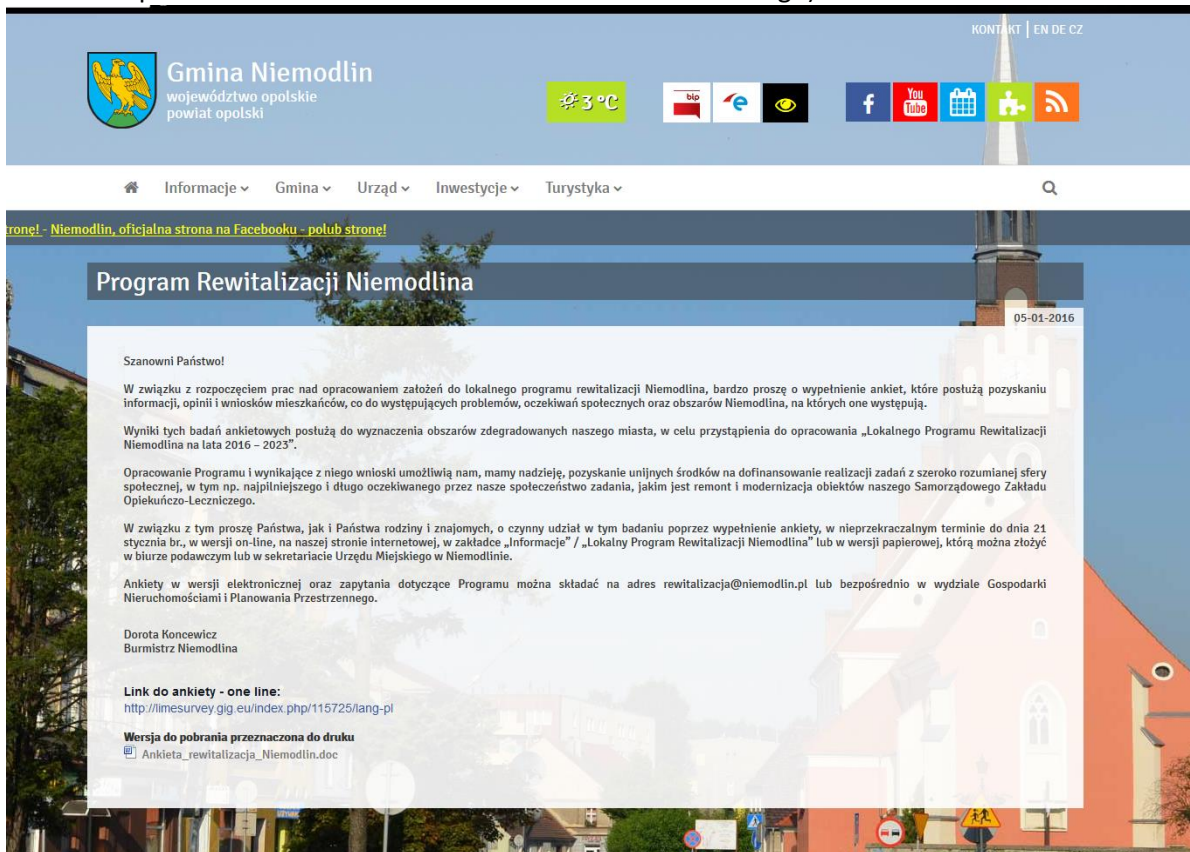 KONTAKT | EN DE CZ
Gmina Niemodlin
województwo opolskie
powiat opolski
3 °C
bip
You
Tube
Informacje
Gmina
Urząd
Inwestycje
Turystyka
tronę! - Niemodlin, oficjalna strona na Facebooku - polub stronę!
Program Rewitalizacji Niemodlina
05-01-2016
Szanowni Państwo!
W związku z rozpoczęciem prac nad opracowaniem założeń do lokalnego programu rewitalizacji Niemodlina, bardzo proszę o wypełnienie ankiet, które posłużą pozyskaniu
informacji, opinii i wniosków mieszkańców, co do występujących problemów, oczekiwań społecznych oraz obszarów Niemodlina, na których one występują.
Wyniki tych badań ankietowych posłużą do wyznaczenia obszarów zdegradowanych naszego miasta, w celu przystąpienia do opracowania „Lokalnego Programu Rewitalizacji
Niemodlina na lata 2016 – 2023”.
Opracowanie Programu i wynikające z niego wnioski umożliwią nam, mamy nadzieję, pozyskanie unijnych środków na dofinansowanie realizacji zadań z szeroko rozumianej sfery
społecznej, w tym np. najpilniejszego i długo oczekiwanego przez nasze społeczeństwo zadania, jakim jest remont i modernizacja obiektów naszego Samorządowego Zakładu
Opiekuńczo-Leczniczego.
W związku z tym proszę Państwa, jak i Państwa rodziny i znajomych, o czynny udział w tym badaniu poprzez wypełnienie ankiety, w nieprzekraczalnym terminie do dnia 21
stycznia br., w wersji on-line, na naszej stronie internetowej, w zakładce „Informacje” / „Lokalny Program Rewitalizacji Niemodlina” lub w wersji papierowej, którą można złożyć
w biurze podawczym lub w sekretariacie Urzędu Miejskiego w Niemodlinie.
Ankiety w wersji elektronicznej oraz zapytania dotyczące Programu można składać na adres rewitalizacja@niemodlin.pl lub bezpośrednio w wydziale Gospodarki
Nieruchomościami i Planowania Przestrzennego.
Dorota Koncewicz
Burmistrz Niemodlina
Link do ankiety - one line:
http://limesurvey.gig.eu/index.php/115725/lang-pl
Wersja do pobrania przeznaczona do druku
Ankieta_rewitalizacja_Niemodlin.doc